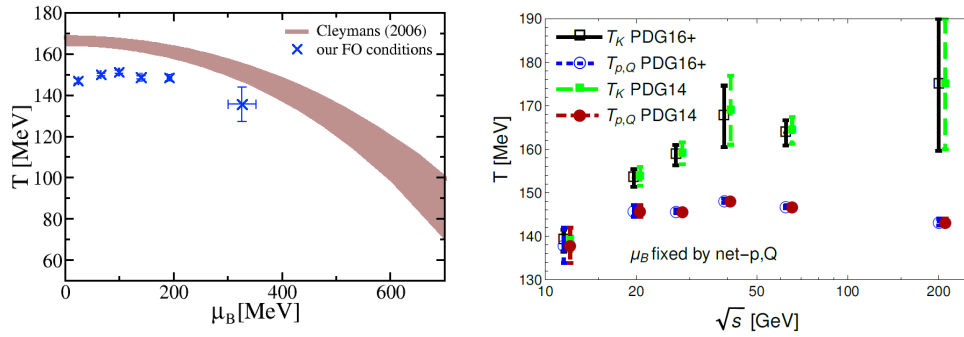 Cleymans (2006)
our FO conditions
T [MeV]
180
160
140
120
100
80
60
0
200
400
600
μB[MeV]
TK PDG16+
Tp,Q PDG16+
TK PDG14
Tp,Q PDG14
T [MeV]
190
180
170
160
150
140
130
μB fixed by net−p,Q
10
20
50
100
200
√s [GeV]